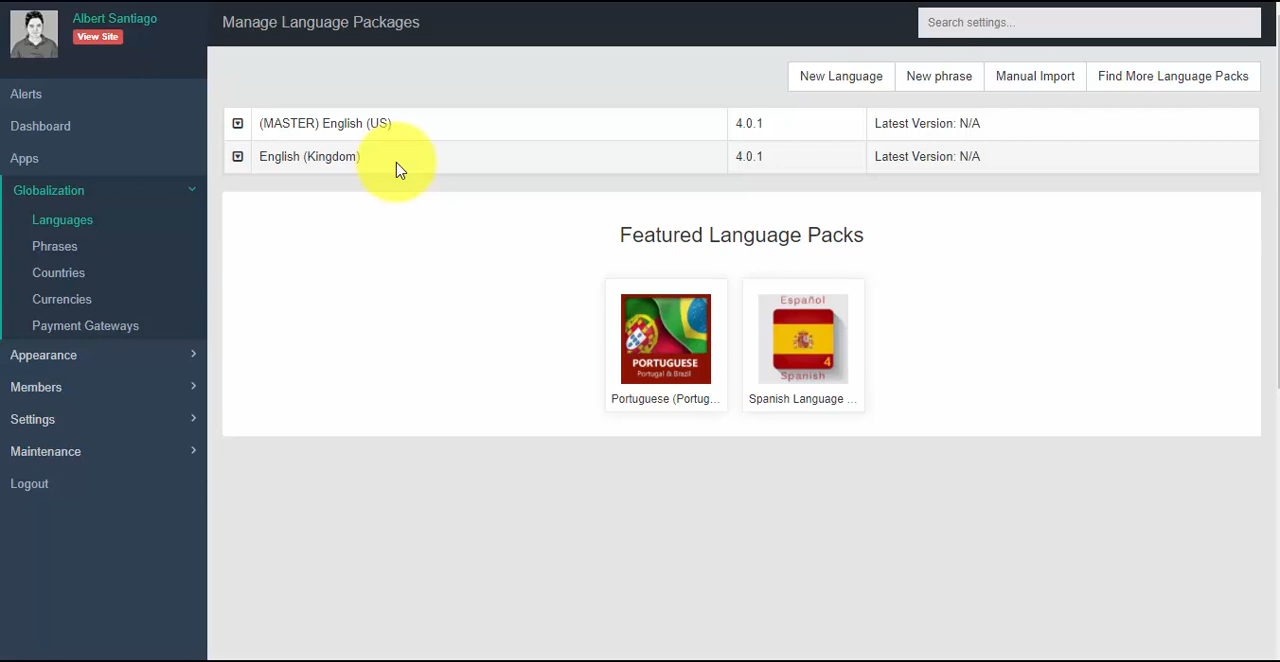 Albert Santiago
View Site
Manage Language Packages
Search settings...
Alerts
Dashboard
Apps
Globalization
Languages
Phrases
Countries
Currencies
Payment Gateways
Appearance
Members
Settings
Maintenance
Logout
New Language
New phrase
Manual Import
Find More Language Packs
(MASTER) English (US) 4.0.1 Latest Version: N/A
English (Kingdom) 4.0.1 Latest Version: N/A
Featured Language Packs
PORTUGUESE
Portugal & Brazil
Portuguese (Portug...
Español
4
Spanish
Spanish Language ...